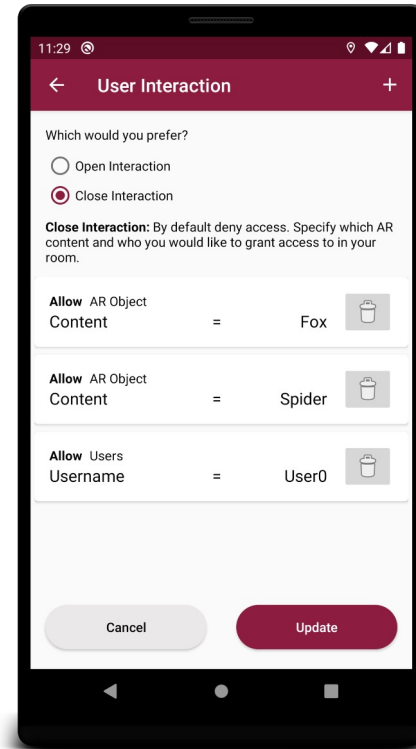 11:29
User Interaction
Which would you prefer?
Open Interaction
Close Interaction
Close Interaction: By default deny access. Specify which AR
content and who you would like to grant access to in your
room.
Allow AR Object
Content = Fox
Allow AR Object
Content = Spider
Allow Users
Username = User0
Cancel Update